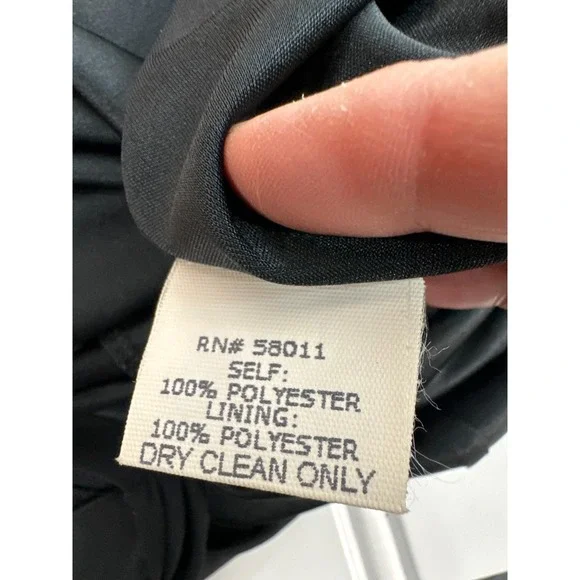 RN# 58011
SELF:
100% POLYESTER
LINING:
100% POLYESTER
DRY CLEAN ONLY